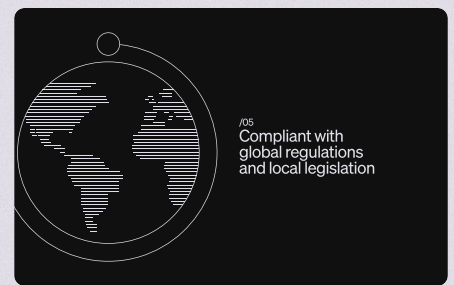 /05
Compliant with
global regulations
and local legislation